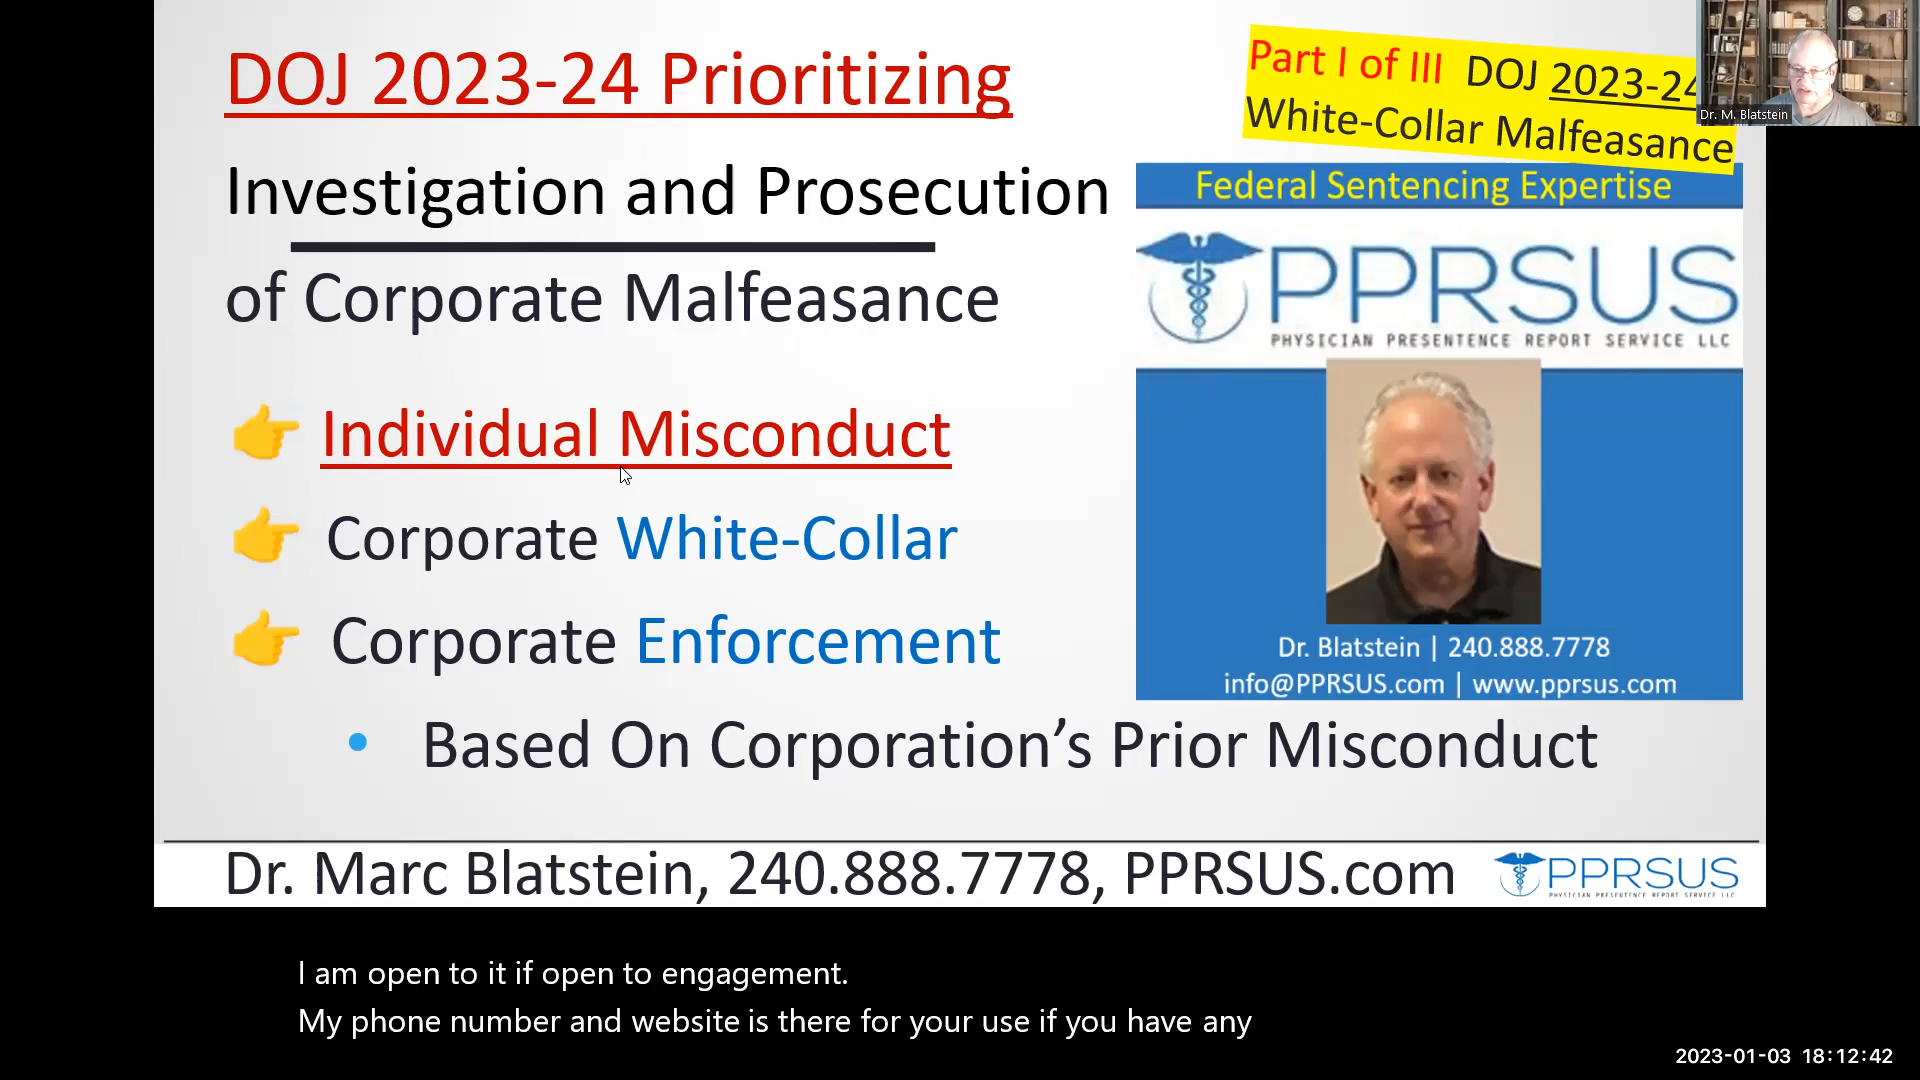 DOJ 2023-24 Prioritizing
Investigation and Prosecution
of Corporate Malfeasance
👉 Individual Misconduct
👉 Corporate White-Collar
👉 Corporate Enforcement
• Based On Corporation’s Prior Misconduct
Part I of III DOJ 2023-24
White-Collar Malfeasance
Dr. M. Blatstein
Federal Sentencing Expertise
PPRSUS
PHYSICIAN PRESENTENCE REPORT SERVICE LLC
Dr. Blatstein | 240.888.7778
info@PPRSUS.com | www.pprsus.com
Dr. Marc Blatstein, 240.888.7778, PPRSUS.com
PPRSUS
PHYSICIAN PRESENTENCE REPORT SERVICE LLC
I am open to it if open to engagement.
My phone number and website is there for your use if you have any
2023-01-03 18:12:42